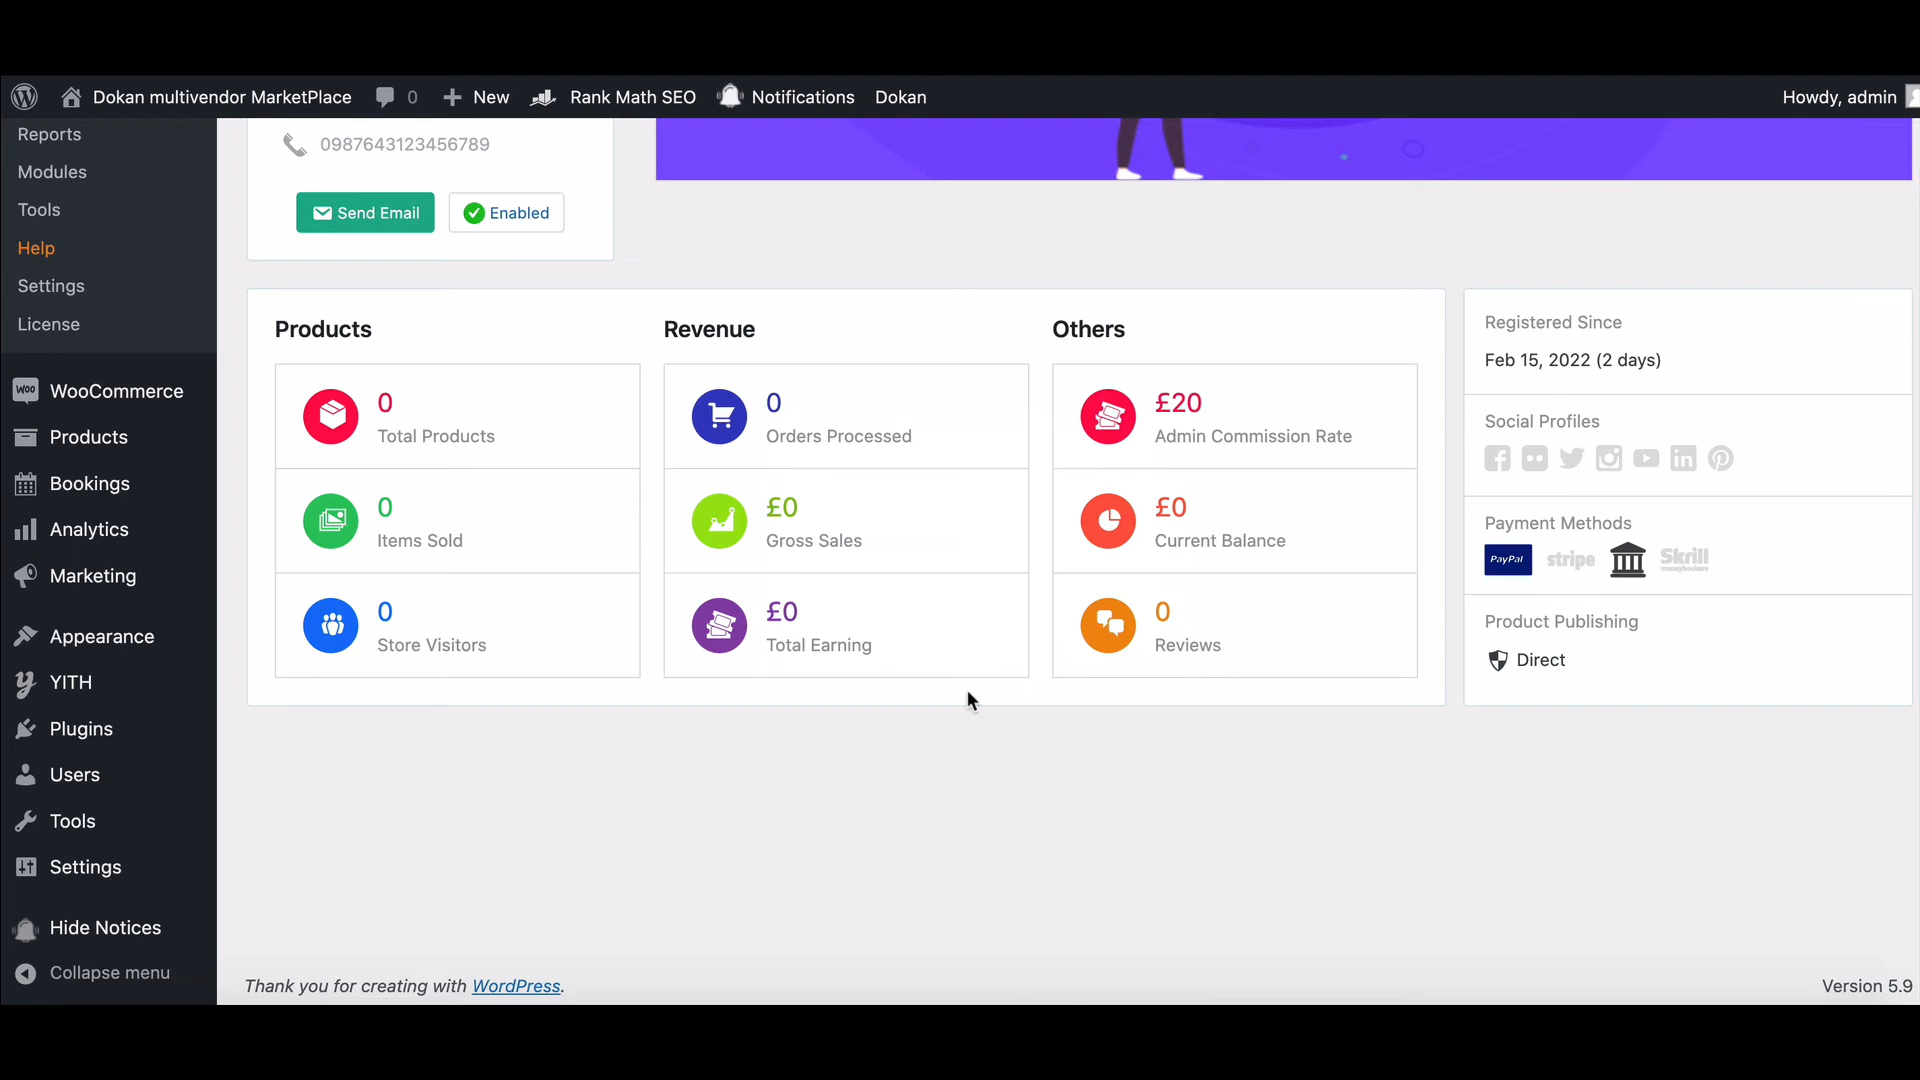 Dokan multivendor MarketPlace 0 New Rank Math SEO Notifications Dokan Howdy, admin
Reports
Modules
Tools
Help
Settings
License
WOO WooCommerce
Products
Bookings
Analytics
Marketing
Appearance
YITH
Plugins
Users
Tools
Settings
Hide Notices
Collapse menu
0987643123456789
Send Email Enabled
Products
0
Total Products
0
Items Sold
0
Store Visitors
Revenue
0
Orders Processed
£0
Gross Sales
£0
Total Earning
Others
£20
Admin Commission Rate
£0
Current Balance
0
Reviews
Registered Since
Feb 15, 2022 (2 days)
Social Profiles
Payment Methods
PayPal stripe Skrill
moneybookers
Product Publishing
Direct
Thank you for creating with WordPress.
Version 5.9